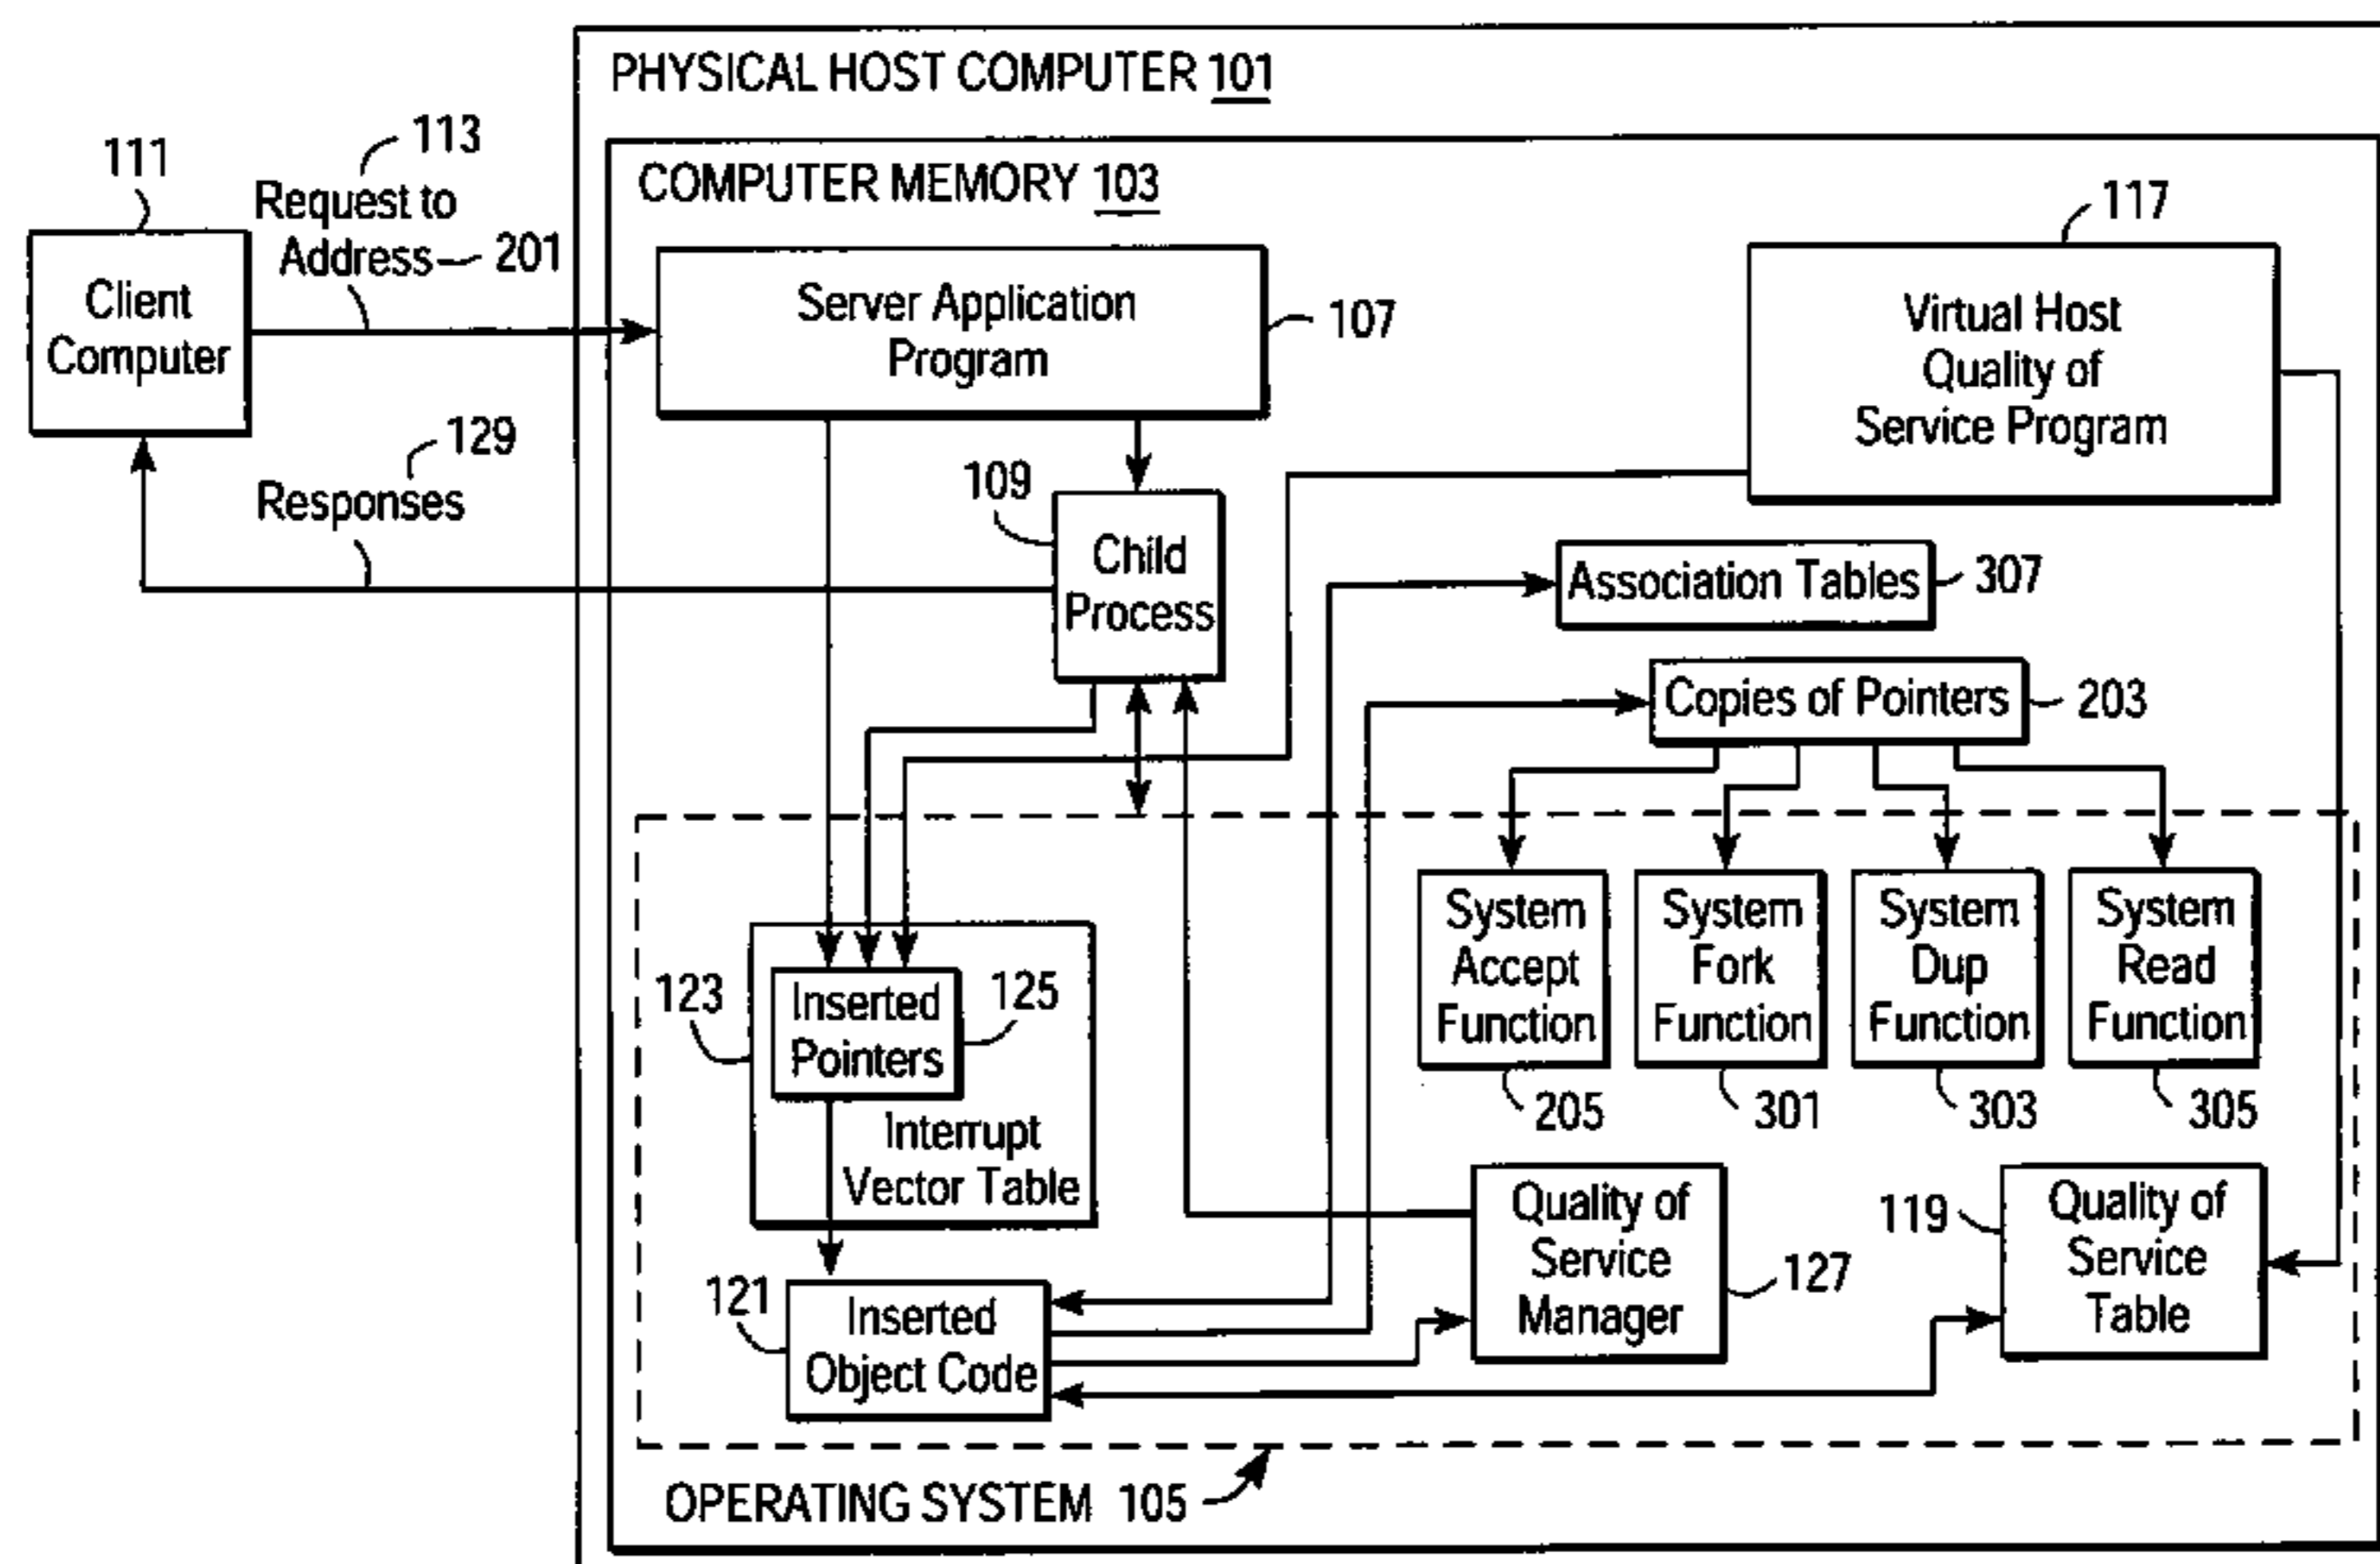 PHYSICAL HOST COMPUTER 101
COMPUTER MEMORY 103
111
113
Request to
Address
201
Client
Computer
129
Responses
Server Application
Program
107
117
Virtual Host
Quality of
Service Program
109
Child
Process
Association Tables
307
Copies of Pointers
203
System
Accept
Function
205
System
Fork
Function
301
System
Dup
Function
303
System
Read
Function
305
123
Inserted
Pointers
125
Interrupt
Vector Table
121
Inserted
Object Code
Quality of
Service
Manager
127
119
Quality of
Service
Table
OPERATING SYSTEM 105